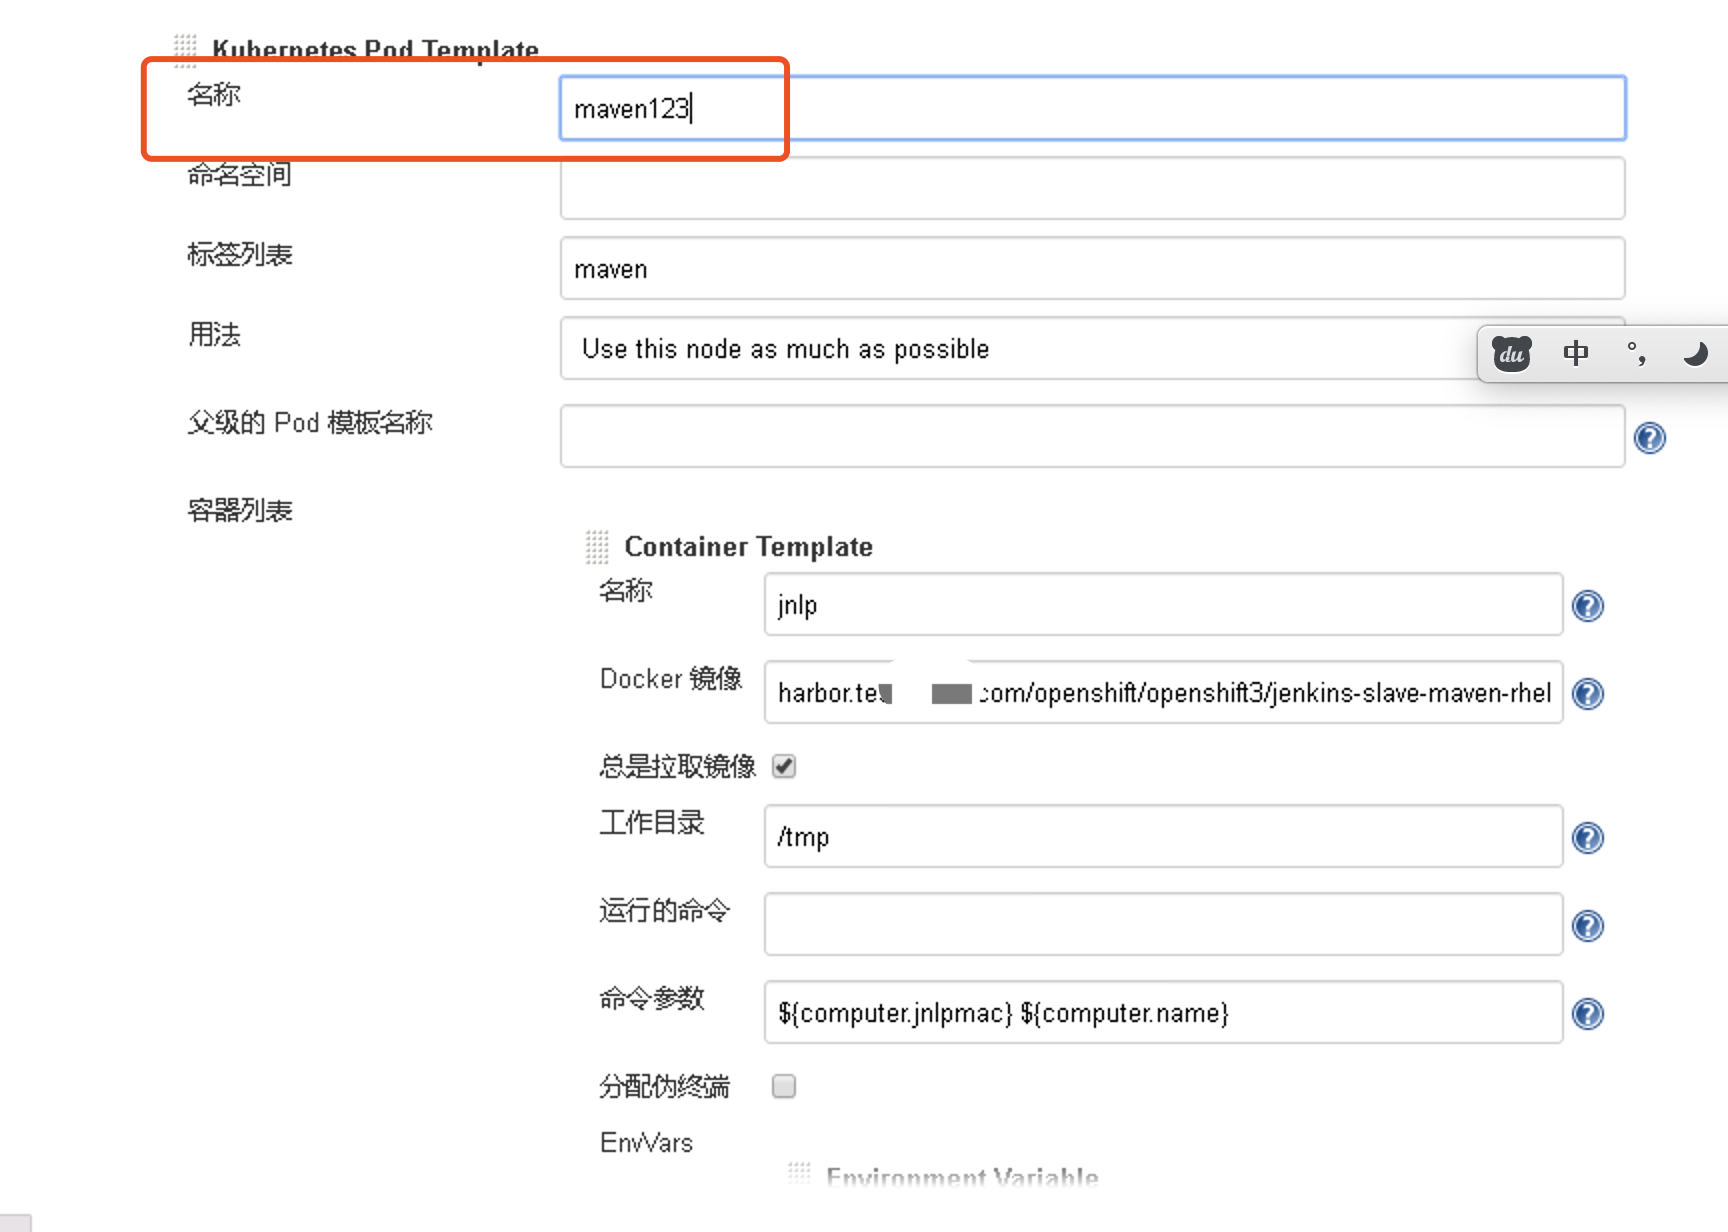 Kubernetes Pod Template
名称
maven123
命名空间
标签列表
maven
用法
Use this node as much as possible
du 中 °,
父级的 Pod 模板名称
容器列表
Container Template
名称
jnlp
Docker 镜像
harbor.te .com/openshift/openshift3/jenkins-slave-maven-rhel
总是拉取镜像
工作目录
/tmp
运行的命令
命令参数
${computer.jnlpmac} ${computer.name}
分配伪终端
EnvVars
Environment Variable